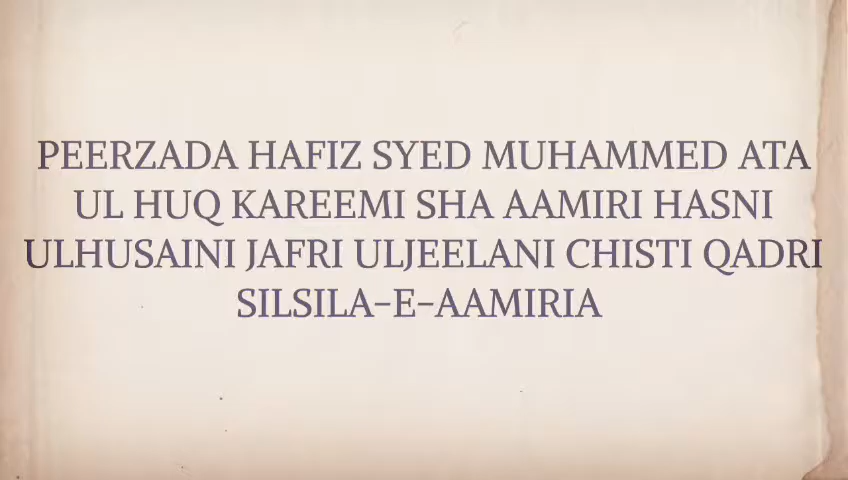 PEERZADA HAFIZ SYED MUHAMMED ATA
UL HUQ KAREEMI SHA AAMIRI HASNI
ULHUSAINI JAFRI ULJEELANI CHISTI QADRI
SILSILA-E-AAMIRIA